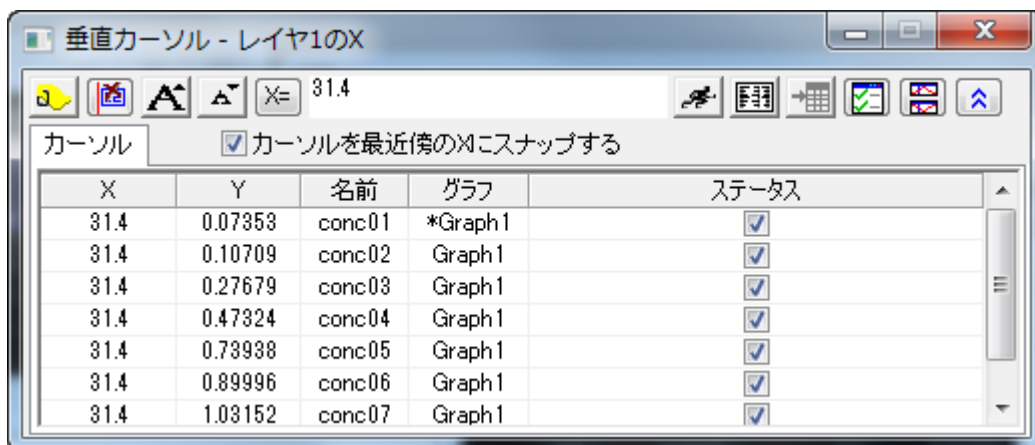 垂直カーソル - レイヤ1のX
X= 31.4
カーソル カーソルを最近傍のXにスナップする
X Y 名前 グラフ ステータス
31.4 0.07353 conc01 *Graph1
31.4 0.10709 conc02 Graph1
31.4 0.27679 conc03 Graph1
31.4 0.47324 conc04 Graph1
31.4 0.73938 conc05 Graph1
31.4 0.89996 conc06 Graph1
31.4 1.03152 conc07 Graph1